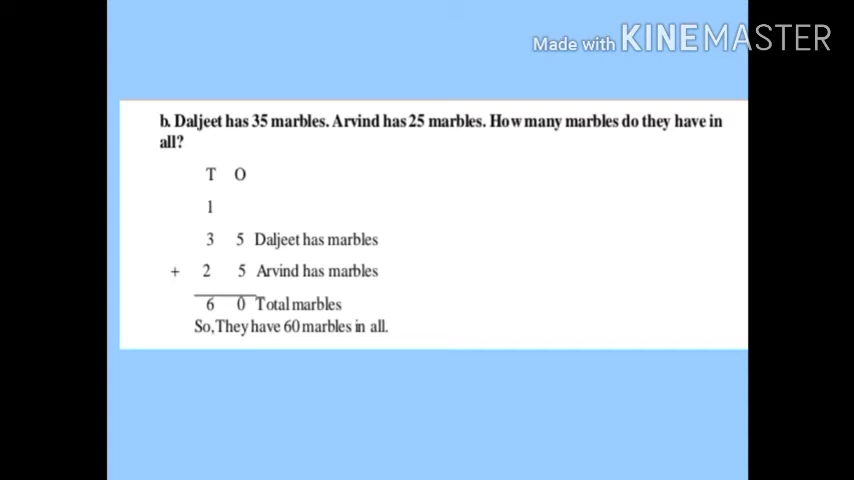 Made with KINEMASTER
b. Daljeet has 35 marbles. Arvind has 25 marbles. How many marbles do they have in
all?
T O
1
3 5 Daljeet has marbles
+ 2 5 Arvind has marbles
6 0 Total marbles
So,They have 60 marbles in all.